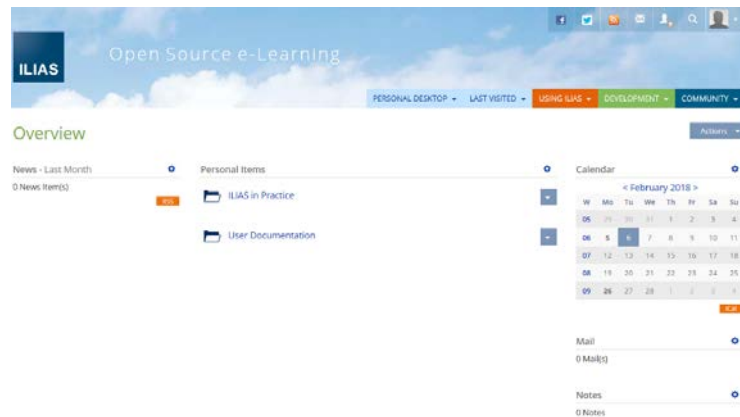 ILIAS
Open Source e-Learning
PERSONAL DESKTOP
LAST VISITED
USING ILIAS
DEVELOPMENT
COMMUNITY
Overview
Actions
News - Last Month
0 News Item(s)
RSS
Personal Items
ILIAS in Practice
User Documentation
Calendar
< February 2018 >
W Mo Tu We Th Fr Sa Su
05 29 30 31 1 2 3 4
06 5 6 7 8 9 10 11
07 12 13 14 15 16 17 18
08 19 20 21 22 23 24 25
09 26 27 28 1 2 3 4
ICal
Mail
0 Mail(s)
Notes
0 Notes